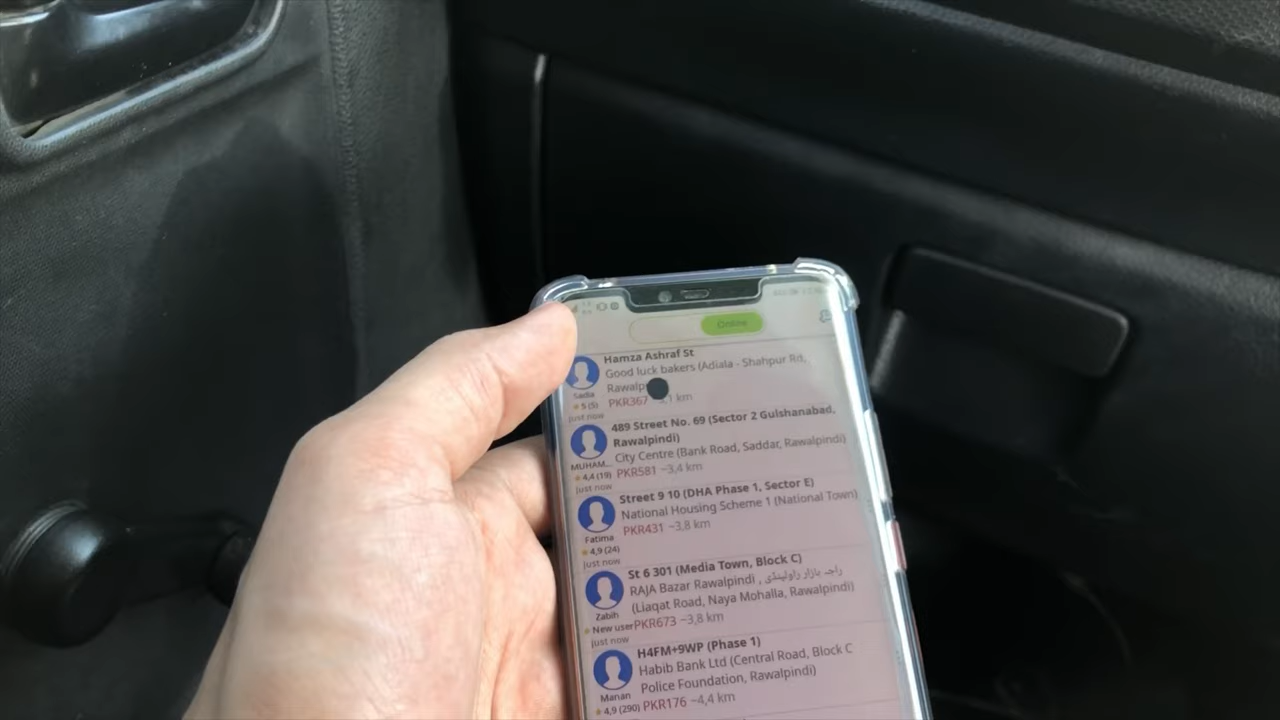 Online
Hamza Ashraf St
Good luck bakers (Adiala - Shahpur Rd,
Rawalp
Sadia
PKR367 ~3,1 km
5 (5)
just now
489 Street No. 69 (Sector 2 Gulshanabad,
Rawalpindi)
City Centre (Bank Road, Saddar, Rawalpindi)
MUHAM...
PKR581 ~3,4 km
4,4 (19)
just now
Street 9 10 (DHA Phase 1, Sector E)
National Housing Scheme 1 (National Town)
PKR431 ~3,8 km
Fatima
4,9 (24)
just now
St 6 301 (Media Town, Block C)
RAJA Bazar Rawalpindi , راجہ بازار راولپنڈی
(Liaqat Road, Naya Mohalla, Rawalpindi)
Zabih
New user PKR673 ~3,8 km
just now
H4FM+9WP (Phase 1)
Habib Bank Ltd (Central Road, Block C
Police Foundation, Rawalpindi)
Manan
4,9 (290) PKR176 ~4,4 km